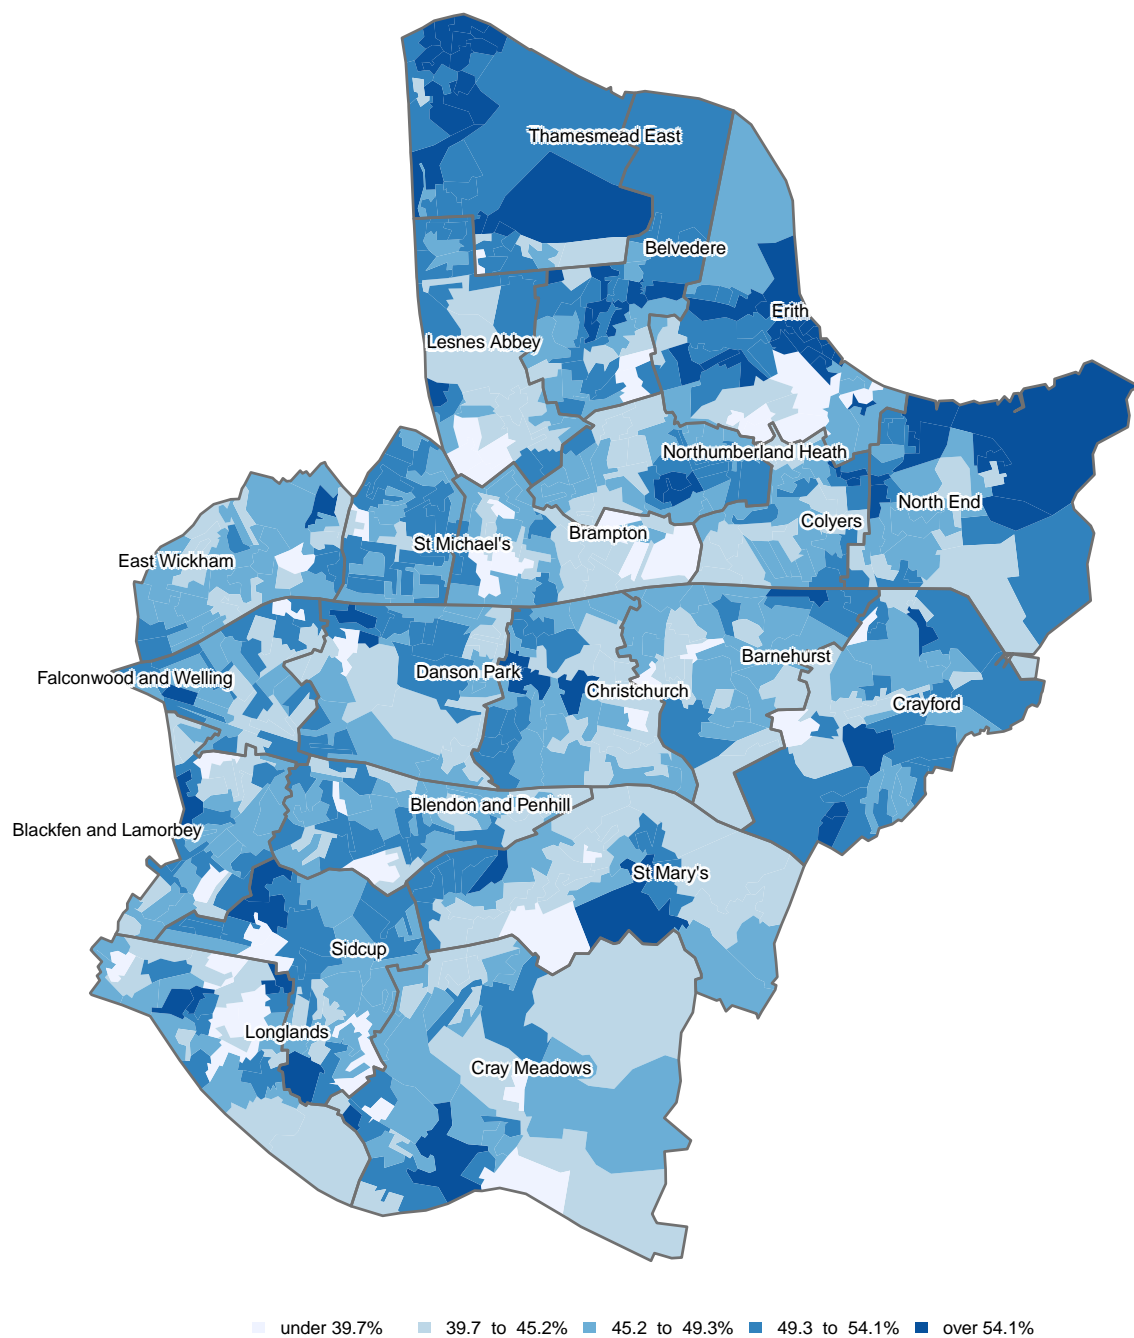 Thamesmead East
Belvedere
Erith
Lesnes Abbey
Northumberland Heath
North End
Colyers
Brampton
St Michael's
East Wickham
Barnehurst
Danson Park
Falconwood and Welling
Christchurch
Crayford
Blendon and Penhill
Blackfen and Lamorbey
St Mary's
Sidcup
Longlands
Cray Meadows
under 39.7% 39.7 to 45.2% 45.2 to 49.3% 49.3 to 54.1% over 54.1%